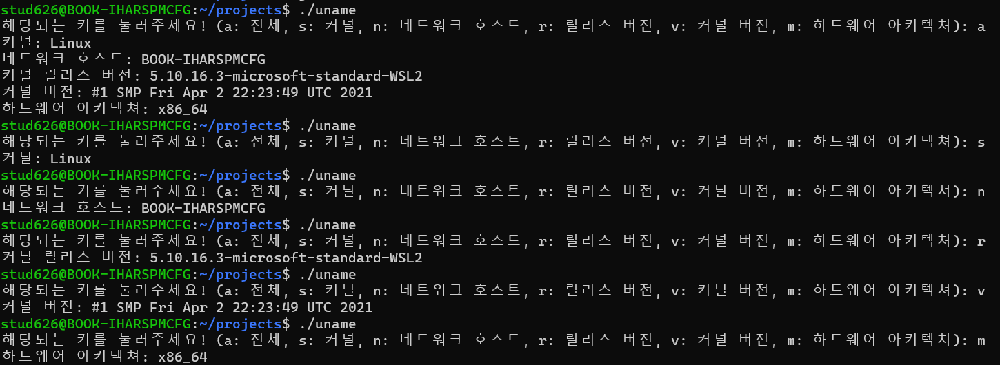 stud626@BOOK-IHARSPMCFG:~/projects$ ./uname
해당되는 키를 눌러주세요! (a: 전체, s: 커널, n: 네트워크 호스트, r: 릴리스 버전, v: 커널 버전, m: 하드웨어 아키텍쳐): a
커널: Linux
네트워크 호스트: BOOK-IHARSPMCFG
커널 릴리스 버전: 5.10.16.3-microsoft-standard-WSL2
커널 버전: #1 SMP Fri Apr 2 22:23:49 UTC 2021
하드웨어 아키텍쳐: x86_64
stud626@BOOK-IHARSPMCFG:~/projects$ ./uname
해당되는 키를 눌러주세요! (a: 전체, s: 커널, n: 네트워크 호스트, r: 릴리스 버전, v: 커널 버전, m: 하드웨어 아키텍쳐): s
커널: Linux
stud626@BOOK-IHARSPMCFG:~/projects$ ./uname
해당되는 키를 눌러주세요! (a: 전체, s: 커널, n: 네트워크 호스트, r: 릴리스 버전, v: 커널 버전, m: 하드웨어 아키텍쳐): n
네트워크 호스트: BOOK-IHARSPMCFG
stud626@BOOK-IHARSPMCFG:~/projects$ ./uname
해당되는 키를 눌러주세요! (a: 전체, s: 커널, n: 네트워크 호스트, r: 릴리스 버전, v: 커널 버전, m: 하드웨어 아키텍쳐): r
커널 릴리스 버전: 5.10.16.3-microsoft-standard-WSL2
stud626@BOOK-IHARSPMCFG:~/projects$ ./uname
해당되는 키를 눌러주세요! (a: 전체, s: 커널, n: 네트워크 호스트, r: 릴리스 버전, v: 커널 버전, m: 하드웨어 아키텍쳐): v
커널 버전: #1 SMP Fri Apr 2 22:23:49 UTC 2021
stud626@BOOK-IHARSPMCFG:~/projects$ ./uname
해당되는 키를 눌러주세요! (a: 전체, s: 커널, n: 네트워크 호스트, r: 릴리스 버전, v: 커널 버전, m: 하드웨어 아키텍쳐): m
하드웨어 아키텍쳐: x86_64